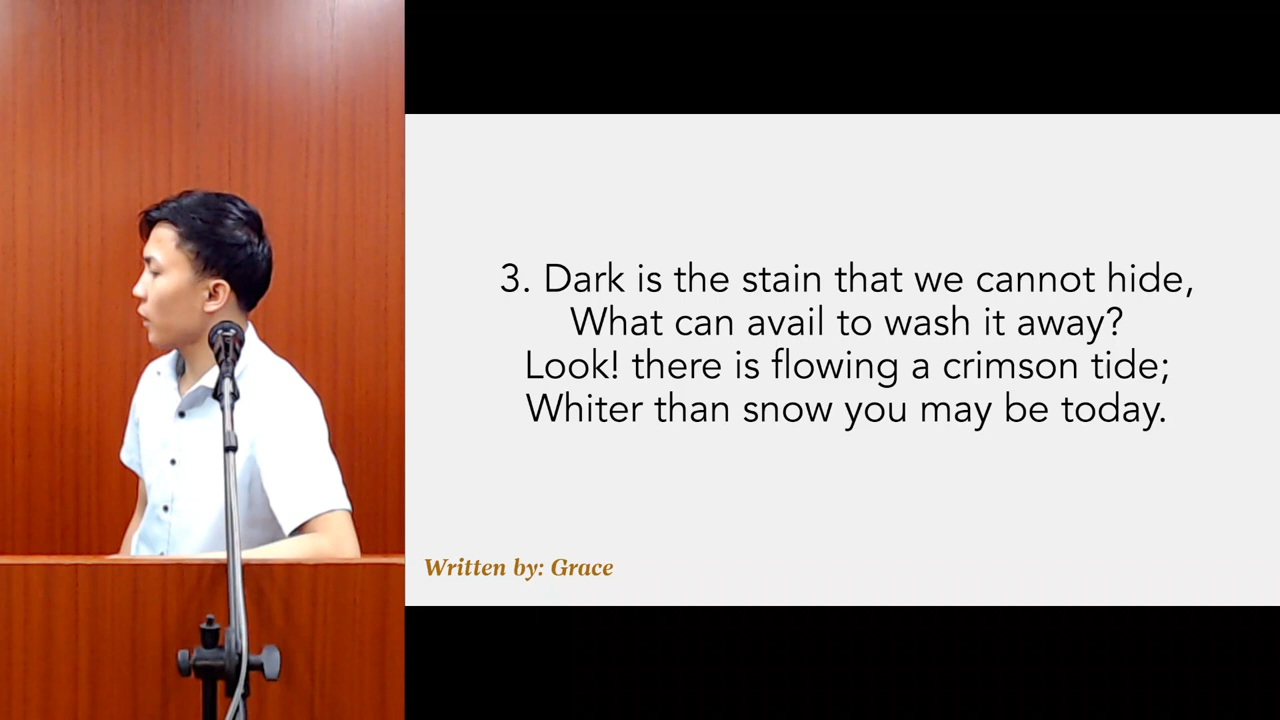 3. Dark is the stain that we cannot hide,
What can avail to wash it away?
Look! there is flowing a crimson tide;
Whiter than snow you may be today.
Written by: Grace